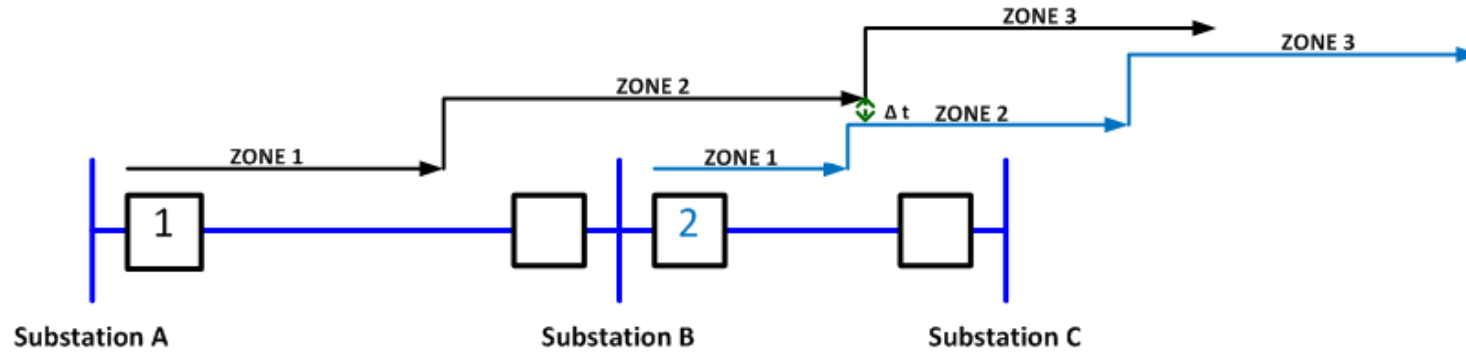 ZONE 3
ZONE 3
ZONE 2
Δ t
ZONE 2
ZONE 1
ZONE 1
1
2
Substation A
Substation B
Substation C